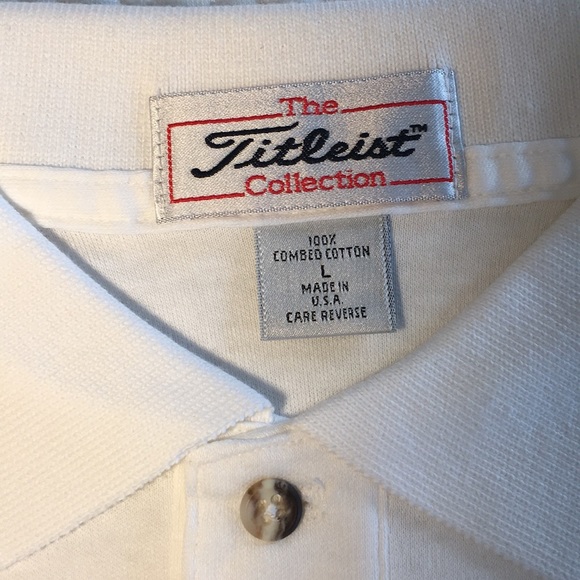 The
Titleist™
Collection
100%
COMBED COTTON
L
MADE IN
U.S.A.
CARE REVERSE